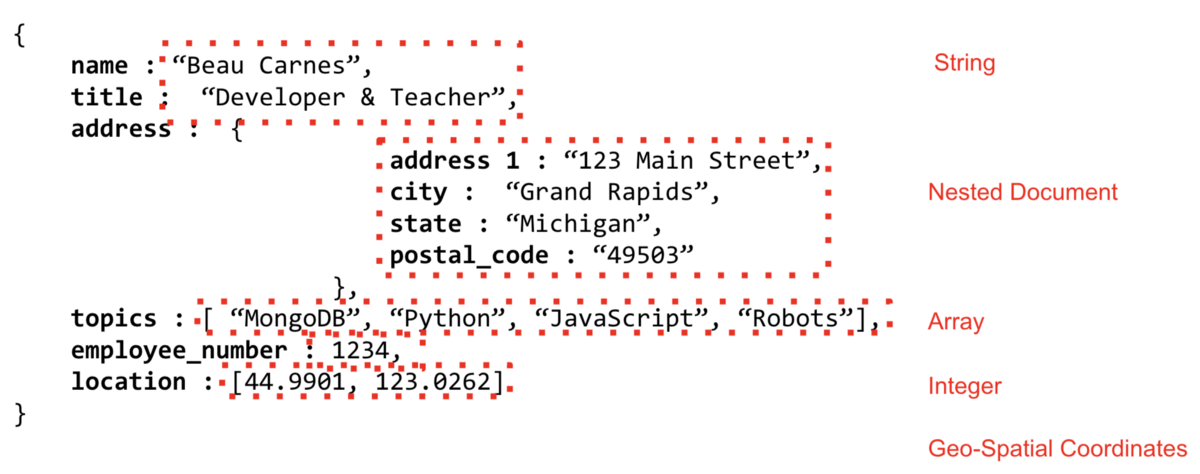 {
name : “Beau Carnes”, String
title : “Developer & Teacher”,
address : {
address 1 : “123 Main Street”,
city : “Grand Rapids”, Nested Document
state : “Michigan”,
postal_code : “49503”
},
topics : [ “MongoDB”, “Python”, “JavaScript”, “Robots”], Array
employee_number : 1234,
location : [44.9901, 123.0262] Integer
}
Geo-Spatial Coordinates